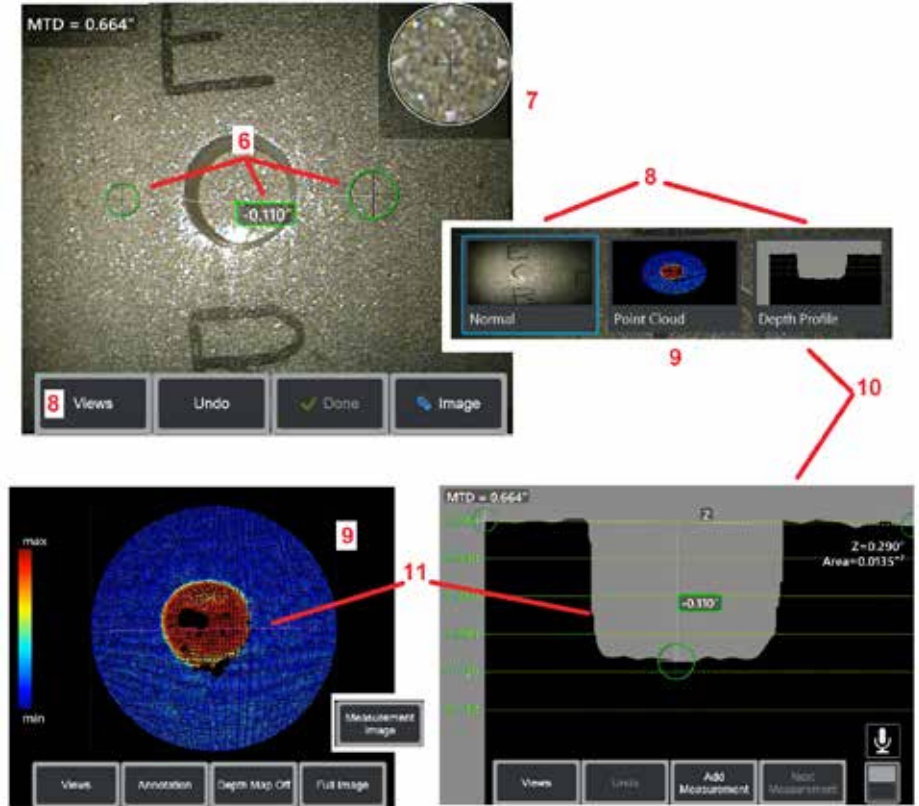 MTD = 0.664"
E
6
7
-0.110"
D
8
Views
Undo
Done
Image
8
Normal
Point Cloud
Depth Profile
9
10
max
min
9
11
Measurement Image
Views
Annotation
Depth Map Off
Full Image
MTD = 0.664"
Z
Z=0.290"
Area=0.0135"²
-0.110"
Views
Undo
Add Measurement
Next Measurement